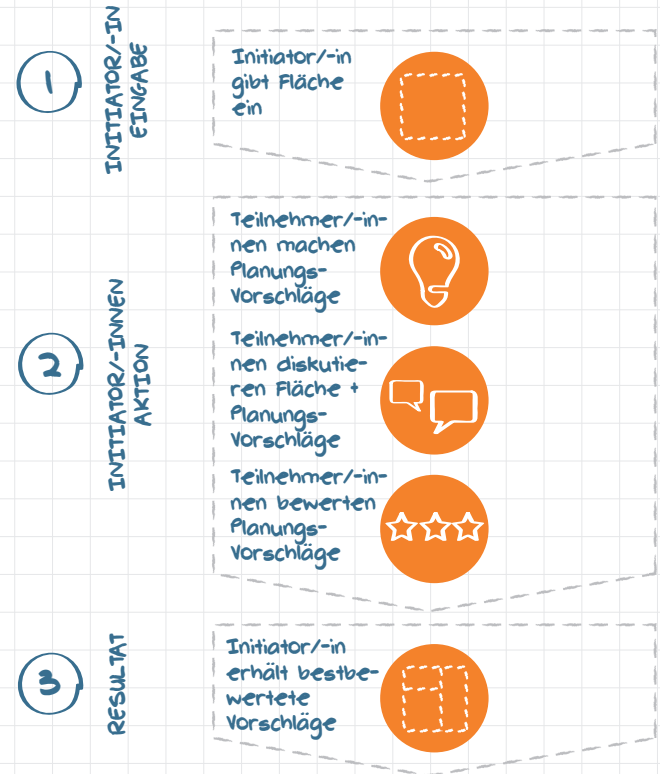 1
INITIATOR/-IN
EINGABE
Initiator/-in
gibt Fläche
ein
2
INITIATOR/-INNEN
AKTION
Teilnehmer/-in-
nen machen
Planungs-
Vorschläge
Teilnehmer/-in-
nen diskutie-
ren Fläche +
Planungs-
Vorschläge
Teilnehmer/-in-
nen bewerten
Planungs-
Vorschläge
3
RESULTAT
Initiator/-in
erhält bestbe-
wertete
Vorschläge